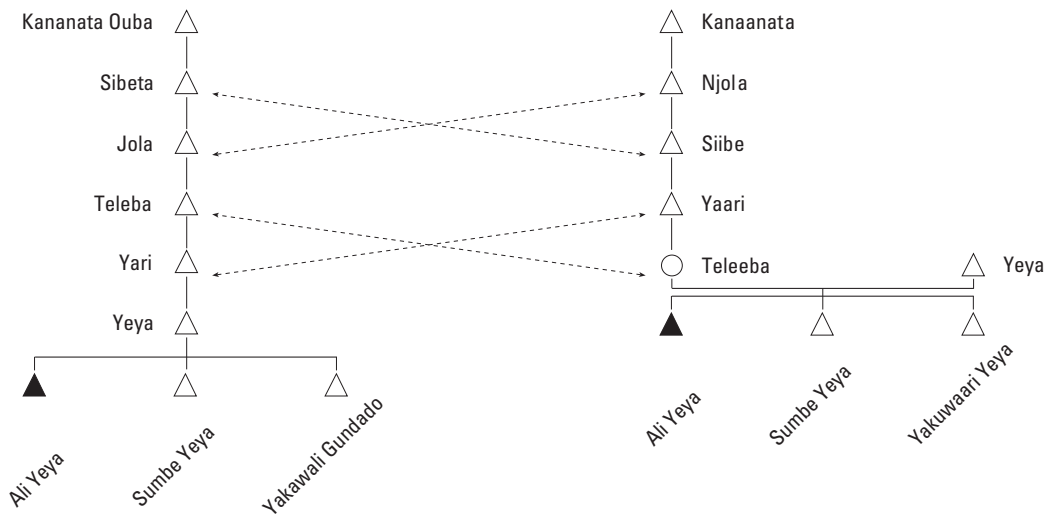 Kananata Ouba
Sibeta
Jola
Teleba
Yari
Yeya
Ali Yeya
Sumbe Yeya
Yakawali Gundado
Kanaanata
Njola
Siibe
Yaari
Teleeba
Yeya
Ali Yeya
Sumbe Yeya
Yakuwaari Yeya